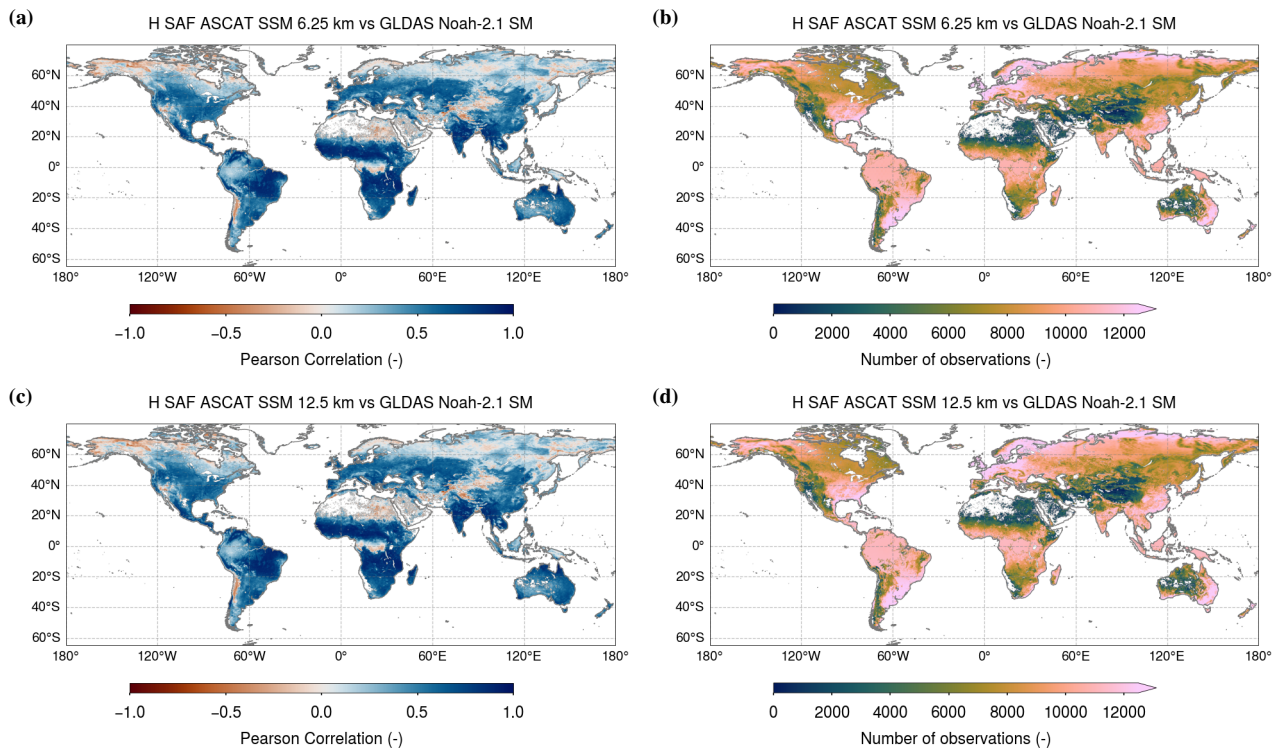 (a)
H SAF ASCAT SSM 6.25 km vs GLDAS Noah-2.1 SM
60°N
40°N
20°N
0°
20°S
40°S
60°S
180° 120°W 60°W 0° 60°E 120°E 180°
−1.0 −0.5 0.0 0.5 1.0
Pearson Correlation (-)
(b)
H SAF ASCAT SSM 6.25 km vs GLDAS Noah-2.1 SM
60°N
40°N
20°N
0°
20°S
40°S
60°S
180° 120°W 60°W 0° 60°E 120°E 180°
0 2000 4000 6000 8000 10000 12000
Number of observations (-)
(c)
H SAF ASCAT SSM 12.5 km vs GLDAS Noah-2.1 SM
60°N
40°N
20°N
0°
20°S
40°S
60°S
180° 120°W 60°W 0° 60°E 120°E 180°
−1.0 −0.5 0.0 0.5 1.0
Pearson Correlation (-)
(d)
H SAF ASCAT SSM 12.5 km vs GLDAS Noah-2.1 SM
60°N
40°N
20°N
0°
20°S
40°S
60°S
180° 120°W 60°W 0° 60°E 120°E 180°
0 2000 4000 6000 8000 10000 12000
Number of observations (-)